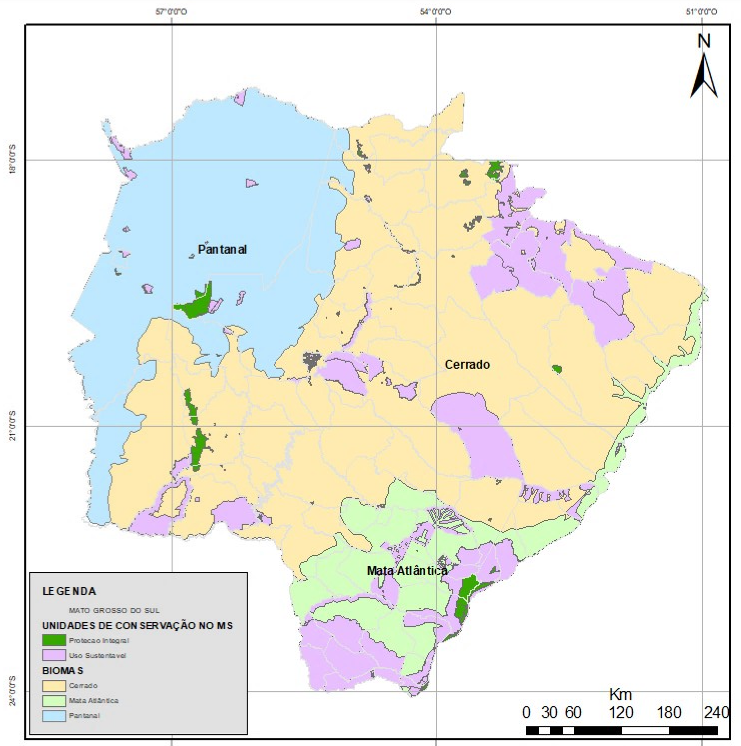 57°0'0"O 54°0'0"O 51°0'0"O
N
18°0'0"S
Pantanal
Cerrado
21°0'0"S
Mata Atlântica
LEGENDA
MATO GROSSO DO SUL
UNIDADES DE CONSERVAÇÃO NO MS
Protecao Integral
Uso Sustentavel
BIOMAS
Cerrado
Mata Atlântica
Pantanal
24°0'0"S
Km
0 30 60 120 180 240